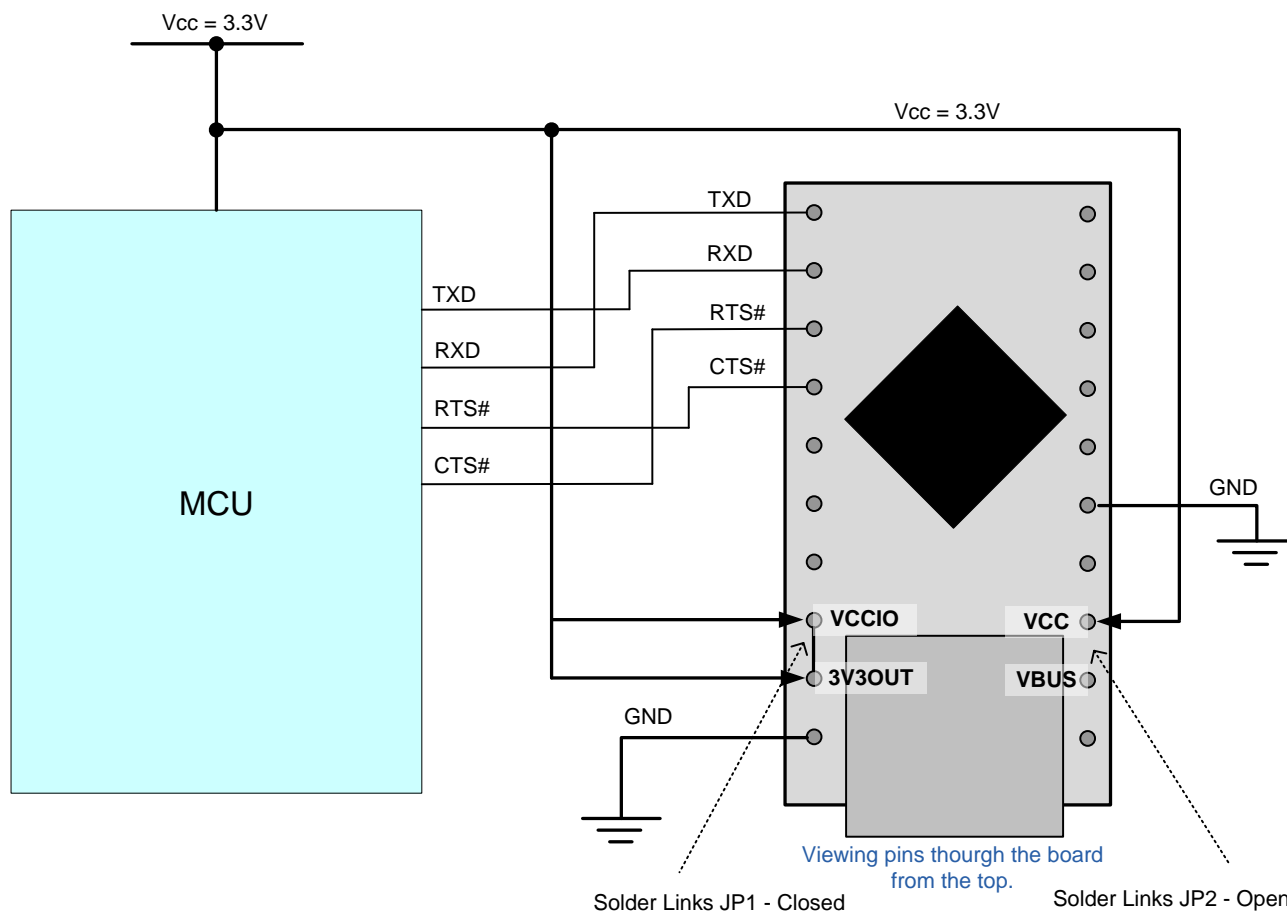 Vcc = 3.3V
Vcc = 3.3V
TXD
RXD
TXD
RTS#
RXD
CTS#
RTS#
CTS#
MCU
GND
VCCIO
VCC
3V3OUT
VBUS
GND
Viewing pins thourgh the board
from the top.
Solder Links JP1 - Closed
Solder Links JP2 - Open